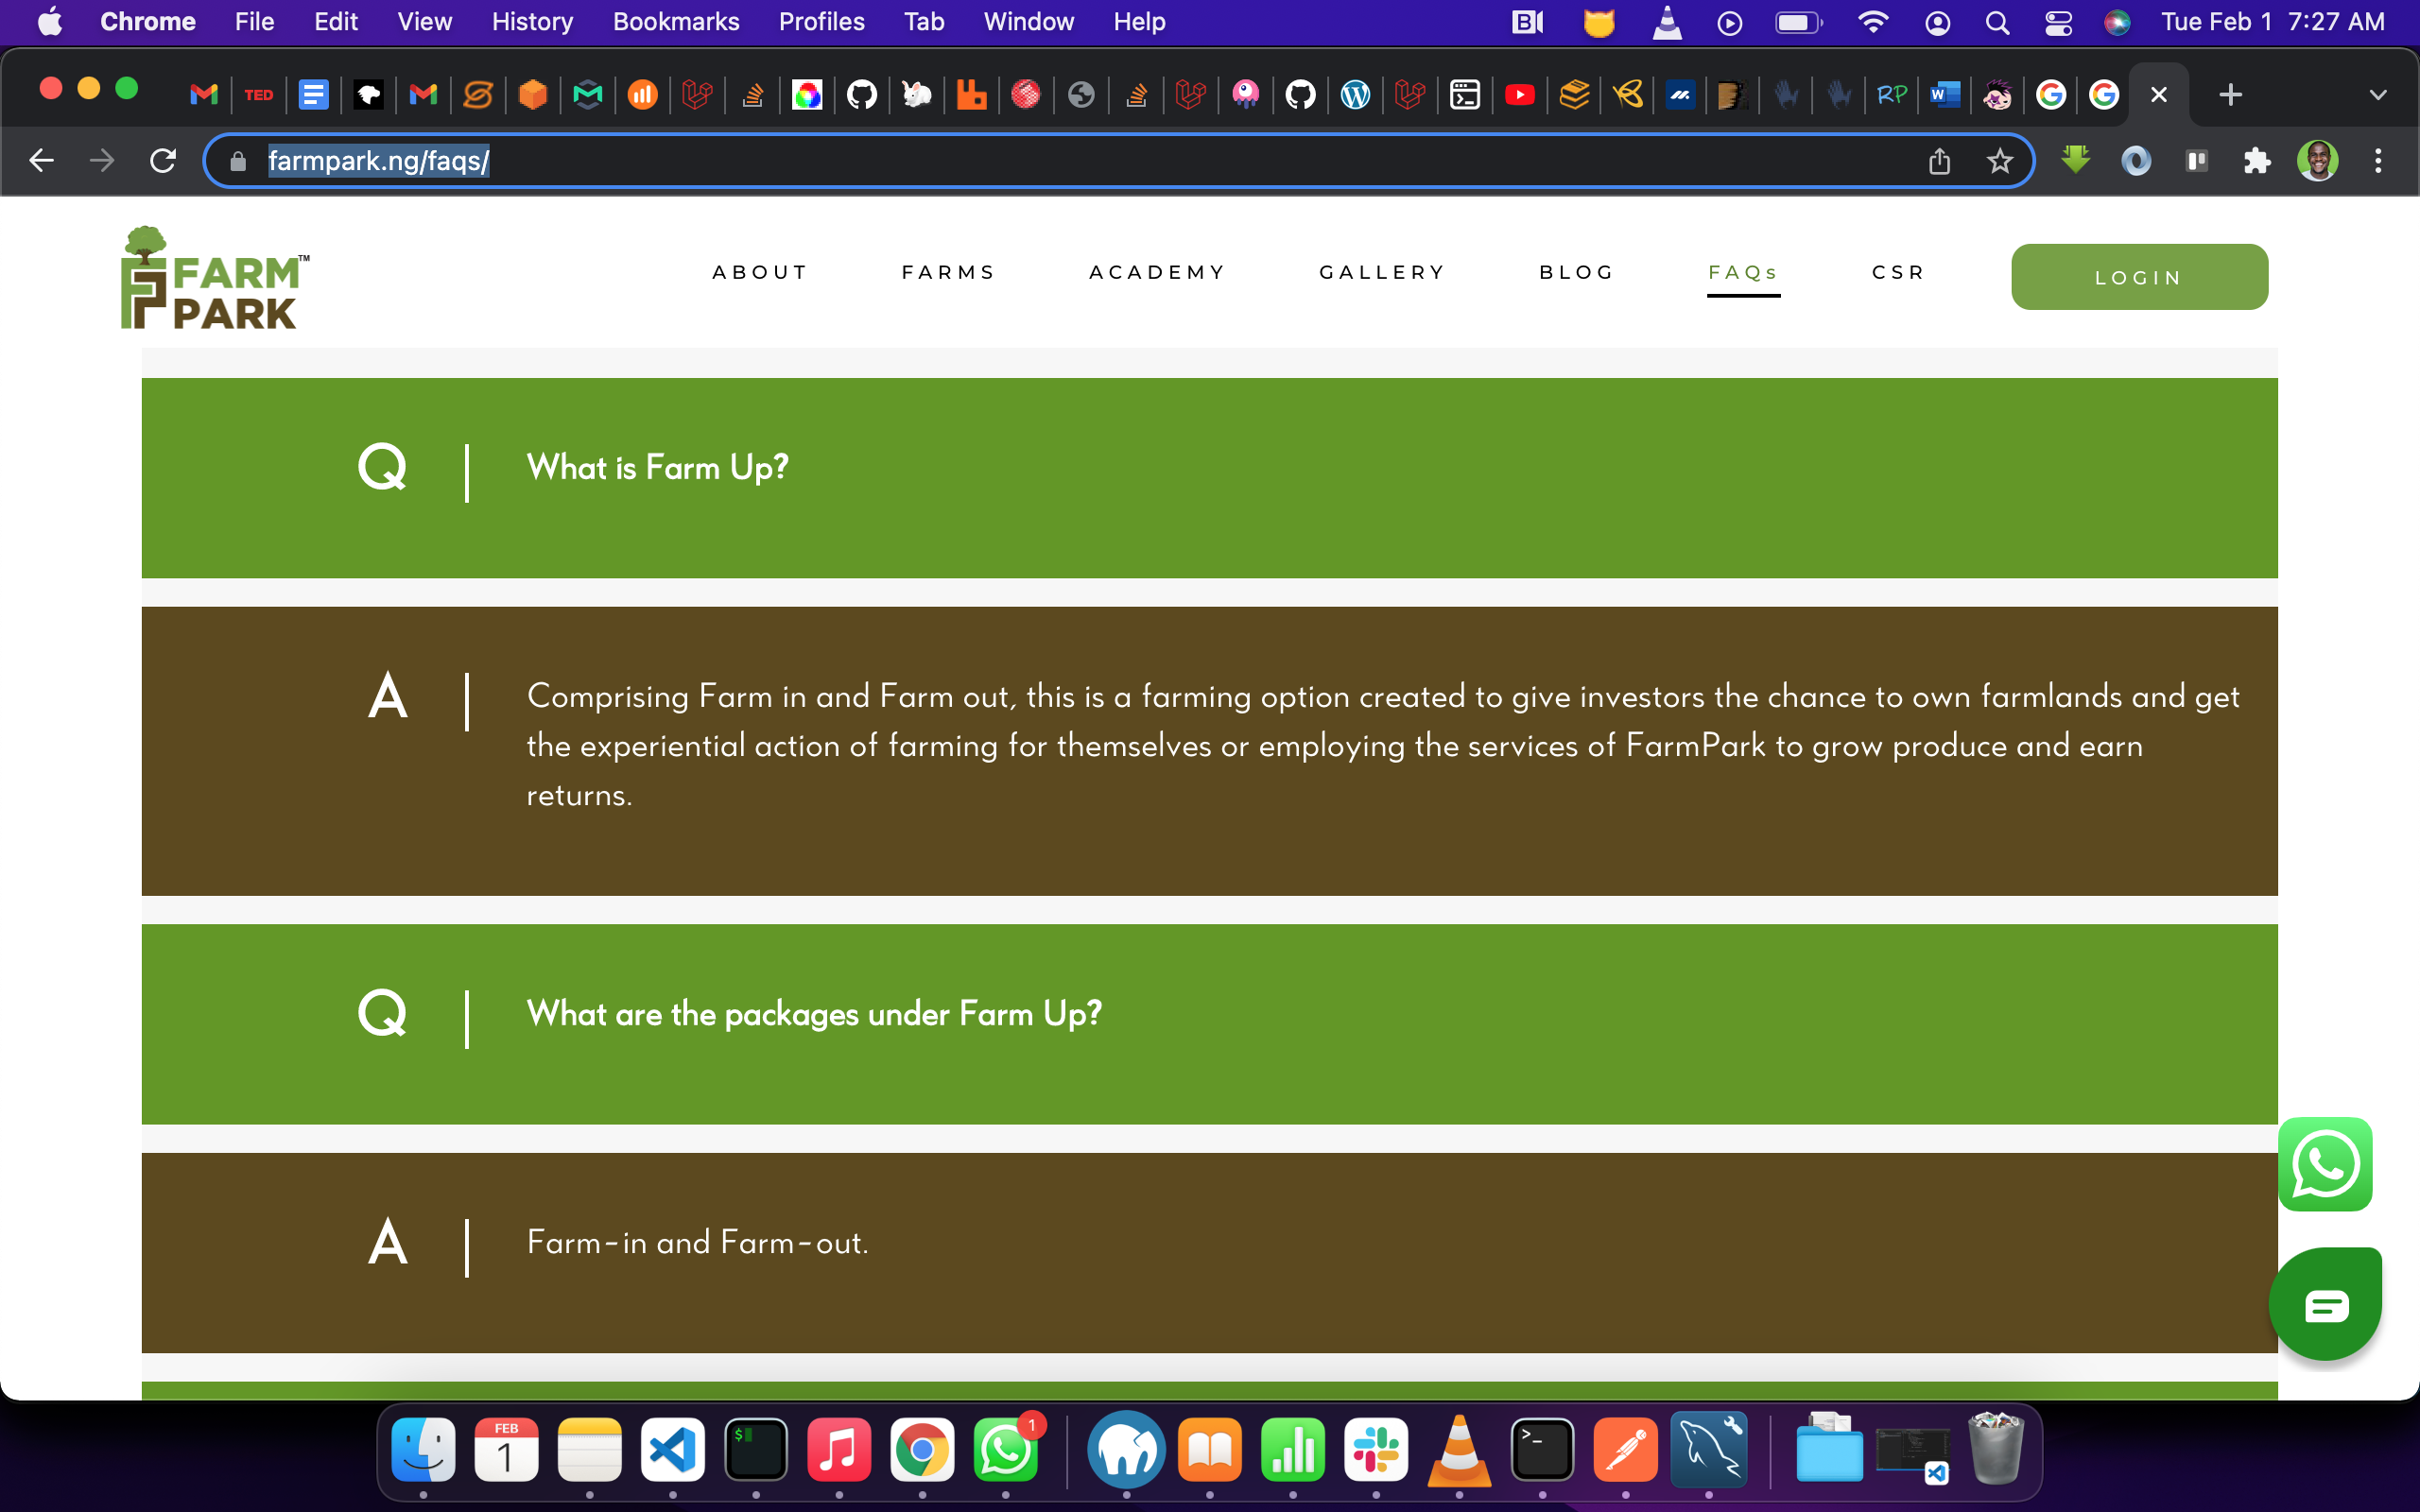 Chrome File Edit View History Bookmarks Profiles Tab Window Help
Tue Feb 1 7:27 AM
TED
RP
farmpark.ng/faqs/
FARM™
PARK
ABOUT FARMS ACADEMY GALLERY BLOG FAQs CSR LOGIN
Q | What is Farm Up?
A | Comprising Farm in and Farm out, this is a farming option created to give investors the chance to own farmlands and get
the experiential action of farming for themselves or employing the services of FarmPark to grow produce and earn
returns.
Q | What are the packages under Farm Up?
A | Farm-in and Farm-out.
FEB
1
1